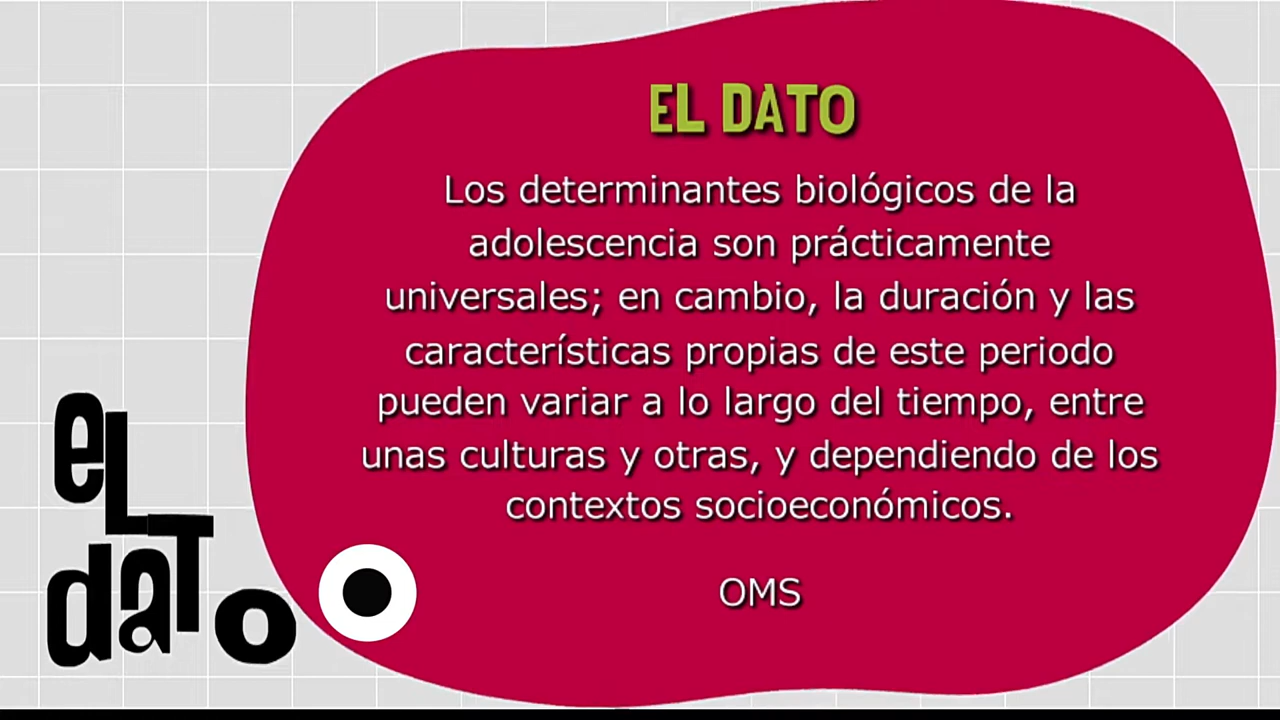 EL DATO
Los determinantes biológicos de la
adolescencia son prácticamente
universales; en cambio, la duración y las
características propias de este periodo
pueden variar a lo largo del tiempo, entre
unas culturas y otras, y dependiendo de los
contextos socioeconómicos.
OMS
eL
daTo